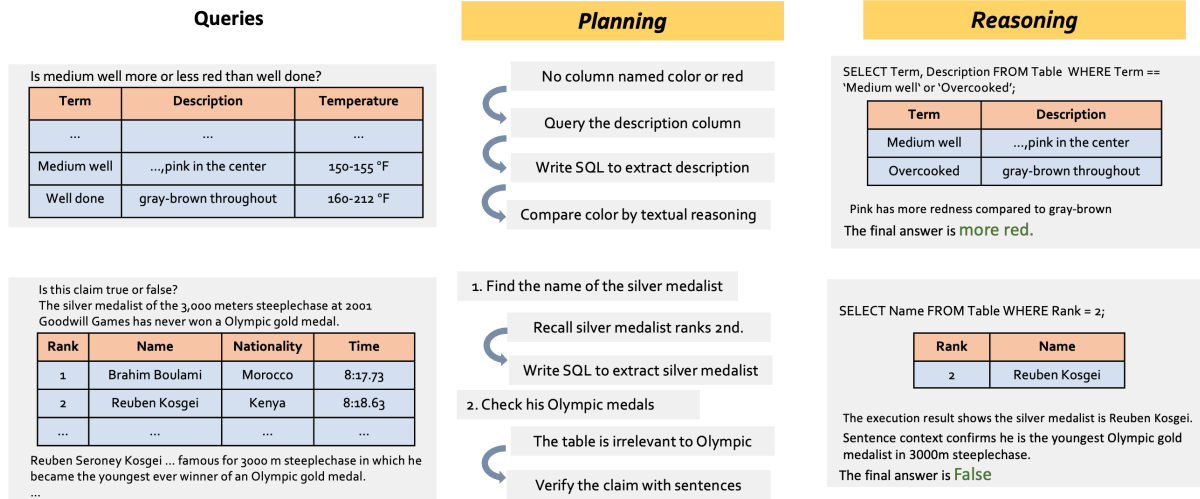 Queries
Planning
Reasoning
Is medium well more or less red than well done?
Term Description Temperature
... ... ...
Medium well ...,pink in the center 150-155 °F
Well done gray-brown throughout 160-212 °F
No column named color or red
Query the description column
Write SQL to extract description
Compare color by textual reasoning
SELECT Term, Description FROM Table WHERE Term ==
‘Medium well‘ or ‘Overcooked’;
Term Description
Medium well ...,pink in the center
Overcooked gray-brown throughout
Pink has more redness compared to gray-brown
The final answer is more red.
Is this claim true or false?
The silver medalist of the 3,000 meters steeplechase at 2001
Goodwill Games has never won a Olympic gold medal.
Rank Name Nationality Time
1 Brahim Boulami Morocco 8:17.73
2 Reuben Kosgei Kenya 8:18.63
... ... ... ...
Reuben Seroney Kosgei ... famous for 3000 m steeplechase in which he
became the youngest ever winner of an Olympic gold medal.
...
1. Find the name of the silver medalist
Recall silver medalist ranks 2nd.
Write SQL to extract silver medalist
2. Check his Olympic medals
The table is irrelevant to Olympic
Verify the claim with sentences
SELECT Name FROM Table WHERE Rank = 2;
Rank Name
2 Reuben Kosgei
The execution result shows the silver medalist is Reuben Kosgei.
Sentence context confirms he is the youngest Olympic gold
medalist in 3000m steeplechase.
The final answer is False